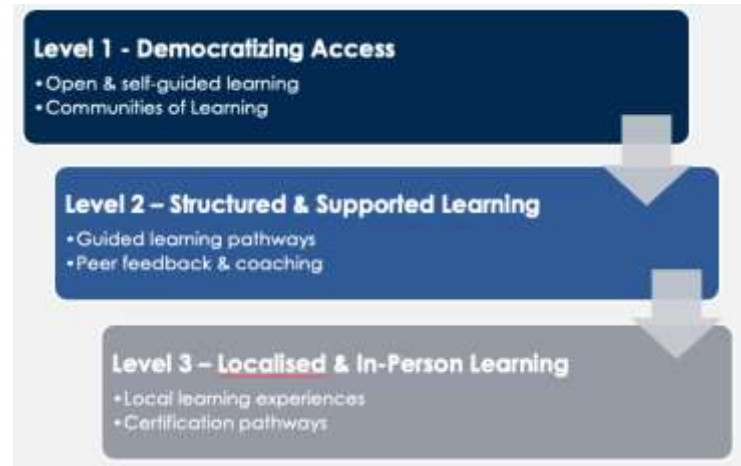 Level 1 - Democratizing Access
•Open & self-guided learning
•Communities of Learning
Level 2 – Structured & Supported Learning
•Guided learning pathways
•Peer feedback & coaching
Level 3 – Localised & In-Person Learning
•Local learning experiences
•Certification pathways